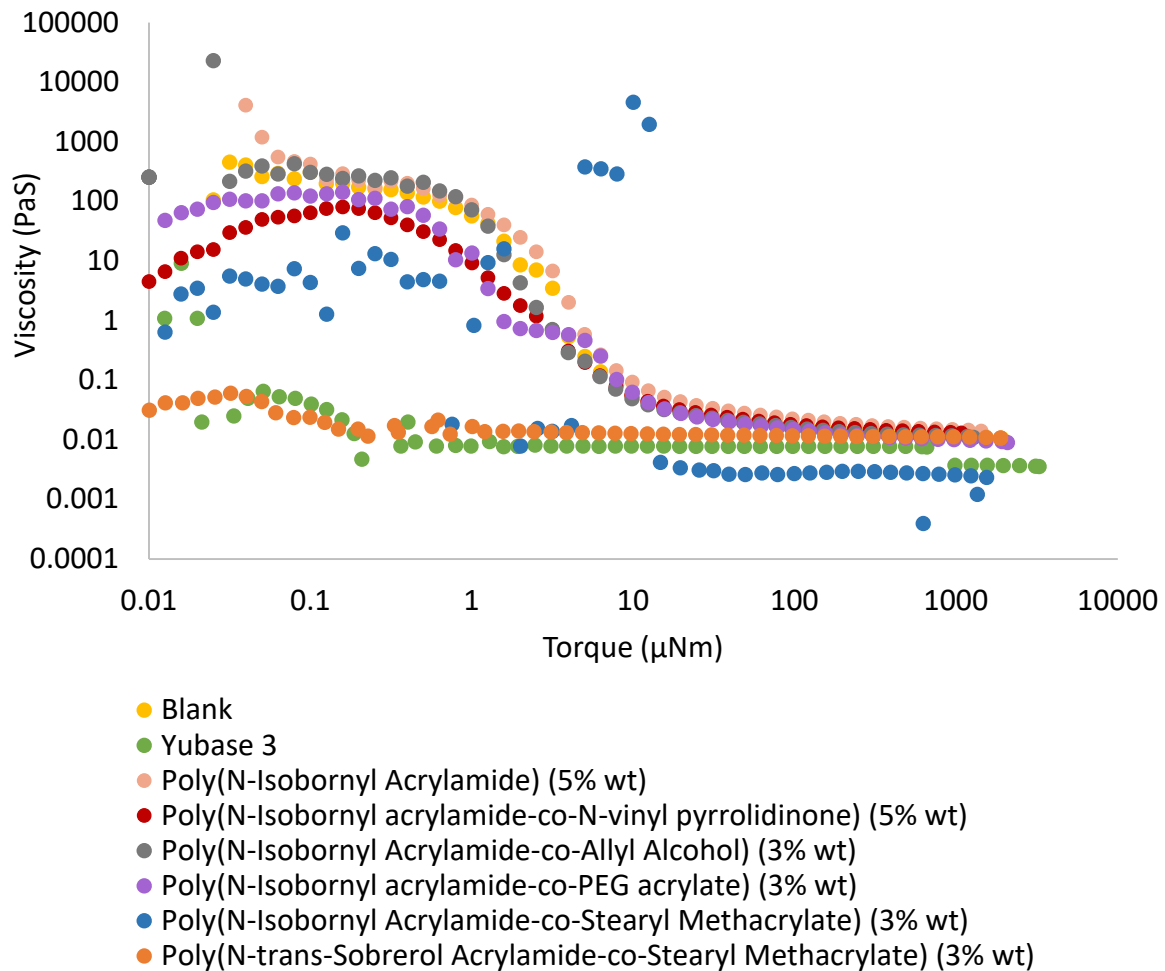 100000
10000
1000
100
10
1
0.1
0.01
0.001
0.0001
Viscosity (PaS)
0.01 0.1 1 10 100 1000 10000
Torque (µNm)
Blank
Yubase 3
Poly(N-Isobornyl Acrylamide) (5% wt)
Poly(N-Isobornyl acrylamide-co-N-vinyl pyrrolidinone) (5% wt)
Poly(N-Isobornyl Acrylamide-co-Allyl Alcohol) (3% wt)
Poly(N-Isobornyl acrylamide-co-PEG acrylate) (3% wt)
Poly(N-Isobornyl Acrylamide-co-Stearyl Methacrylate) (3% wt)
Poly(N-trans-Sobrerol Acrylamide-co-Stearyl Methacrylate) (3% wt)